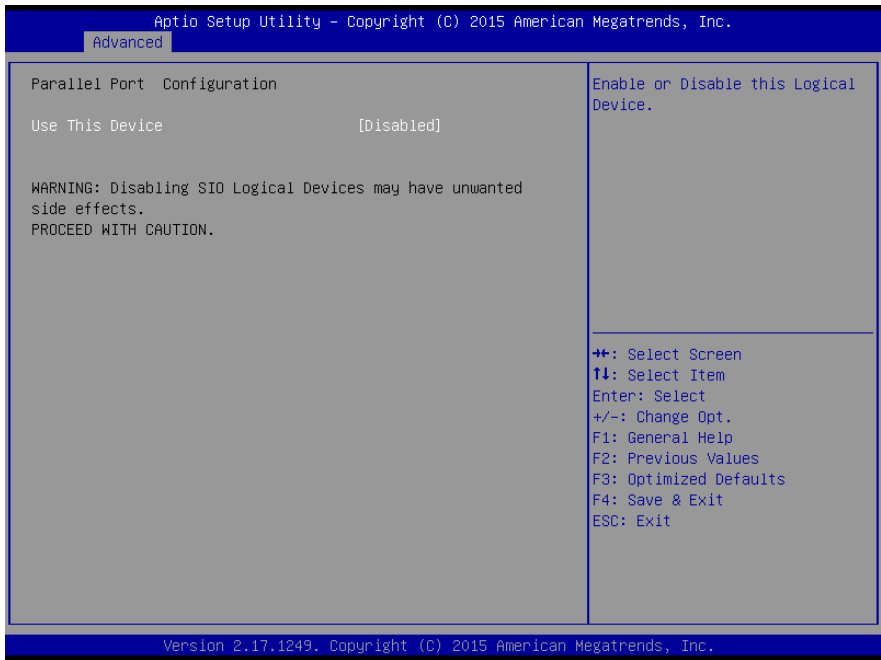 Aptio Setup Utility – Copyright (C) 2015 American Megatrends, Inc.
Advanced
Parallel Port  Configuration
Use This Device [Disabled]
WARNING: Disabling SIO Logical Devices may have unwanted
side effects.
PROCEED WITH CAUTION.
Enable or Disable this Logical
Device.
→←: Select Screen
↑↓: Select Item
Enter: Select
+/-: Change Opt.
F1: General Help
F2: Previous Values
F3: Optimized Defaults
F4: Save & Exit
ESC: Exit
Version 2.17.1249. Copyright (C) 2015 American Megatrends, Inc.